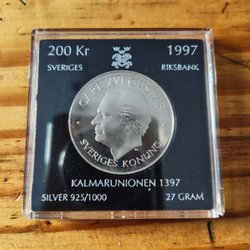 200 Kr 1997
SVERIGES RIKSBANK
CARL XVI GUSTAF
SVERIGES KONUNG
KALMARUNIONEN 1397
SILVER 925/1000 27 GRAM